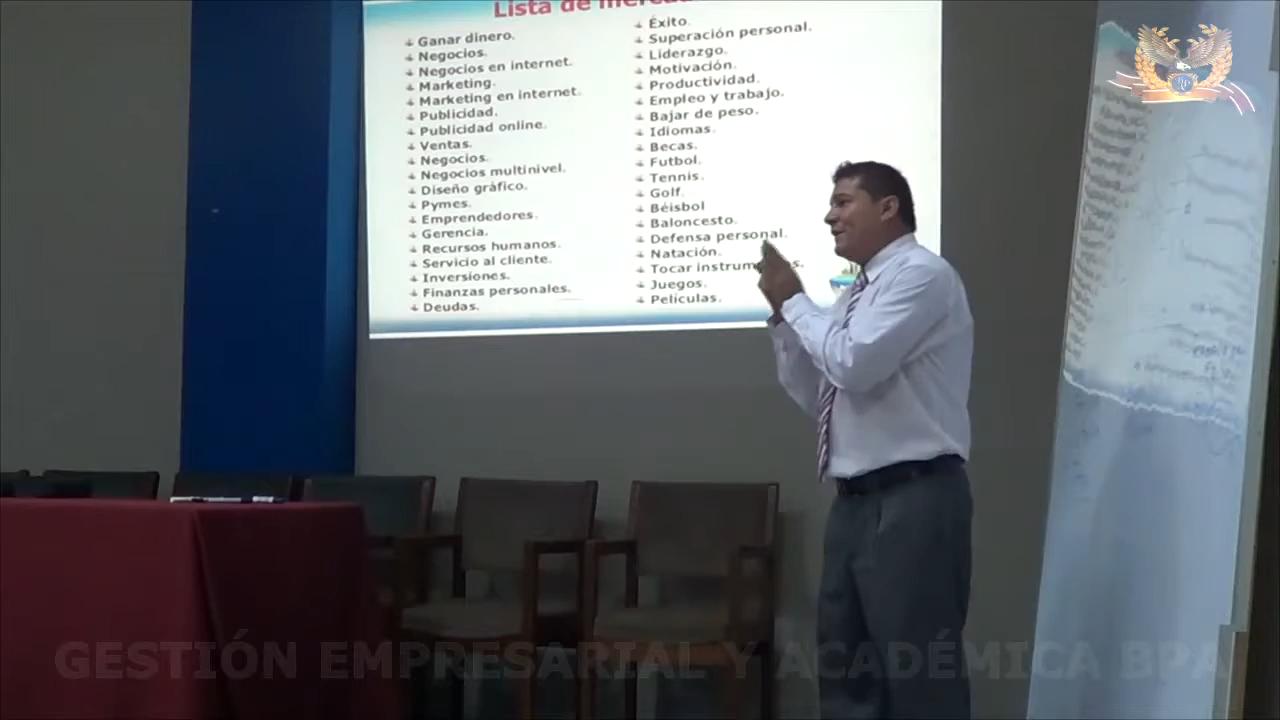 Lista de
Ganar dinero.
Negocios.
Negocios en internet.
Marketing.
Marketing en internet.
Publicidad.
Publicidad online.
Ventas.
Negocios.
Negocios multinivel.
Diseño gráfico.
Pymes.
Emprendedores.
Gerencia.
Recursos humanos.
Servicio al cliente.
Inversiones.
Finanzas personales.
Deudas.
Éxito.
Superación personal.
Liderazgo.
Motivación.
Productividad.
Empleo y trabajo.
Bajar de peso.
Idiomas.
Becas.
Futbol.
Tennis.
Golf.
Béisbol
Baloncesto.
Defensa personal.
Natación.
Tocar
Juegos.
Películas.
GESTIÓN EMPRESARIAL Y ACADÉMICA BPA